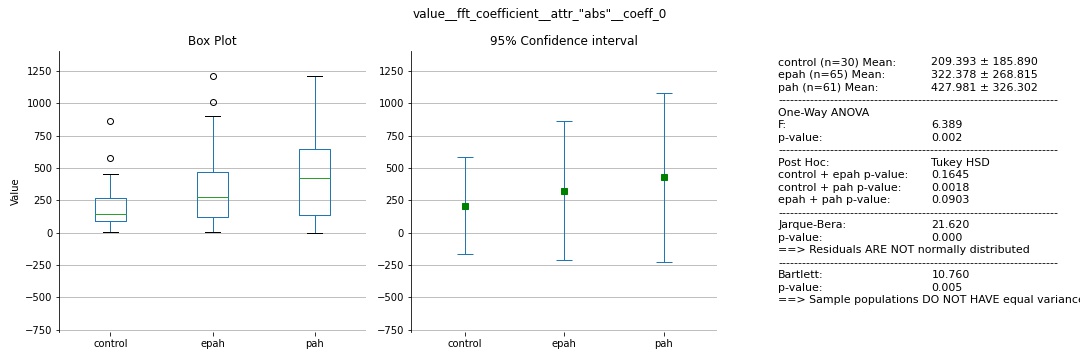 value__fft_coefficient__attr_"abs"__coeff_0
Box Plot
1250
1000
750
500
250
0
−250
−500
−750
Value
control
epah
pah
95% Confidence interval
1250
1000
750
500
250
0
−250
−500
−750
control
epah
pah
control (n=30) Mean: 209.393 ± 185.890
epah (n=65) Mean: 322.378 ± 268.815
pah (n=61) Mean: 427.981 ± 326.302
One-Way ANOVA
F: 6.389
p-value: 0.002
Post Hoc: Tukey HSD
control + epah p-value: 0.1645
control + pah p-value: 0.0018
epah + pah p-value: 0.0903
Jarque-Bera: 21.620
p-value: 0.000
==> Residuals ARE NOT normally distributed
Bartlett: 10.760
p-value: 0.005
==> Sample populations DO NOT HAVE equal variance